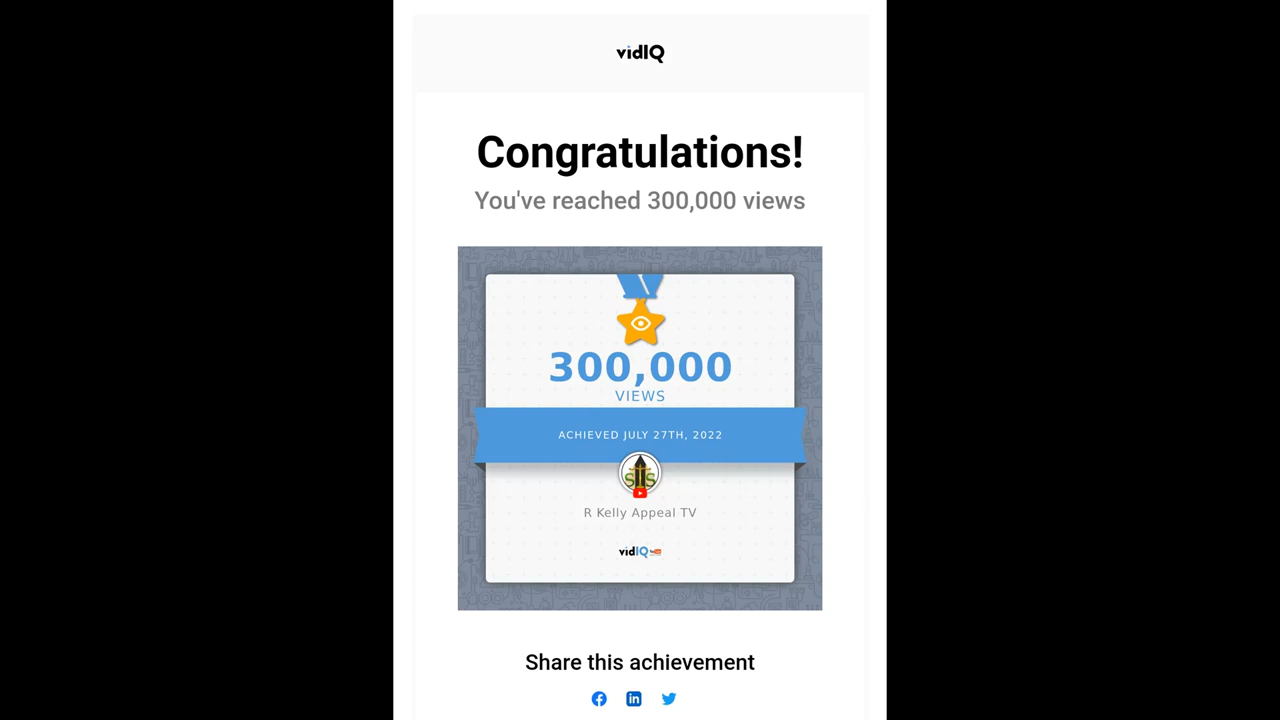 vidIQ
Congratulations!
You've reached 300,000 views
300,000
VIEWS
ACHIEVED JULY 27TH, 2022
SIIS
R Kelly Appeal TV
vidIQ
Share this achievement